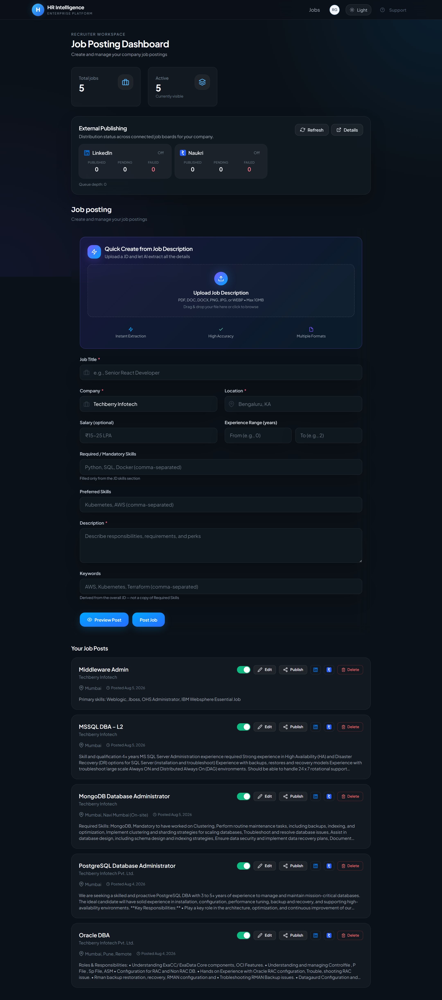 H
HR Intelligence
ENTERPRISE PLATFORM
Jobs
RG
Light
Support
RECRUITER WORKSPACE
Job Posting Dashboard
Create and manage your company job postings
Total jobs
5
Active
5
Currently visible
External Publishing
Distribution status across connected job boards for your company.
Refresh
Details
LinkedIn
Off
PUBLISHED PENDING FAILED
0 0 0
Naukri
Off
PUBLISHED PENDING FAILED
0 0 0
Queue depth: 0
Job posting
Create and manage your job postings
Quick Create from Job Description
Upload a JD and let AI extract all the details
Upload Job Description
PDF, DOC, DOCX, PNG, JPG, or WEBP • Max 10MB
Drag & drop your file here or click to browse
Instant Extraction
High Accuracy
Multiple Formats
Job Title *
e.g., Senior React Developer
Company *
Techberry Infotech
Location *
Bengaluru, KA
Salary (optional)
₹15–25 LPA
Experience Range (years)
From (e.g., 0)
To (e.g., 2)
Required / Mandatory Skills
Python, SQL, Docker (comma-separated)
Filled only from the JD skills section
Preferred Skills
Kubernetes, AWS (comma-separated)
Description *
Describe responsibilities, requirements, and perks
Keywords
AWS, Kubernetes, Terraform (comma-separated)
Derived from the overall JD — not a copy of Required Skills
Preview Post
Post Job
Your Job Posts
Middleware Admin
Edit
Publish
Delete
Techberry Infotech
Mumbai
Posted Aug 5, 2026
Primary skills: Weblogic, Jboss, OHS Administrator, IBM Websphere Essential Job
MSSQL DBA – L2
Edit
Publish
Delete
Techberry Infotech
Mumbai
Posted Aug 5, 2026
Skill and qualification 4+ years MS SQL Server Administration experience required Strong experience in High Availability (HA) and Disaster
Recovery (DR) options for SQL Server (installation and troubleshoot) Experience with backups, restores and recovery models Experience with
troubleshoot large scale Always ON and Distributed Always On (DAG) environments. Should be able to handle 24 x 7 rotational support...
MongoDB Database Administrator
Edit
Publish
Delete
Techberry Infotech
Mumbai, Navi Mumbai (On-site)
Posted Aug 5, 2026
Required Skills: MongoDB, Mandatory to have worked on Clustering, Perform routine maintenance tasks, including backups, indexing, and
optimization, Implement clustering and sharding strategies for scaling databases, Troubleshoot and resolve database issues, Assist in
database design, including schema design and indexing strategies, Ensure data security and implement data recovery plans, Document...
PostgreSQL Database Administrator
Edit
Publish
Delete
Techberry Infotech Pvt. Ltd.
Mumbai
Posted Aug 4, 2026
We are seeking a skilled and proactive PostgreSQL DBA with 3 to 5+ years of experience to manage and maintain mission-critical databases.
The ideal candidate will have solid experience in installation, configuration, performance tuning, backup and recovery, and supporting high-
availability environments. **Key Responsibilities:** • Play a key role in the architecture, optimization, and continuous improvement of our...
Oracle DBA
Edit
Publish
Delete
Techberry Infotech Pvt. Ltd.
Mumbai, Pune, Remote
Posted Aug 4, 2026
Roles & Responsibilities: • Understanding ExaCC/ ExaData Core components, OCI Features. • Understanding and managing Controlfile , P
File , Sp File, ASM • Configuration for RAC and Non RAC DB. • Hands on Experience with Oracle RAC configuration, Trouble, shooting RAC
issue. • Rman backup restoration, recovery, RMAN configuration and • Trobleshooting RMAN Backup issues. • Datagaurd Configuration and...